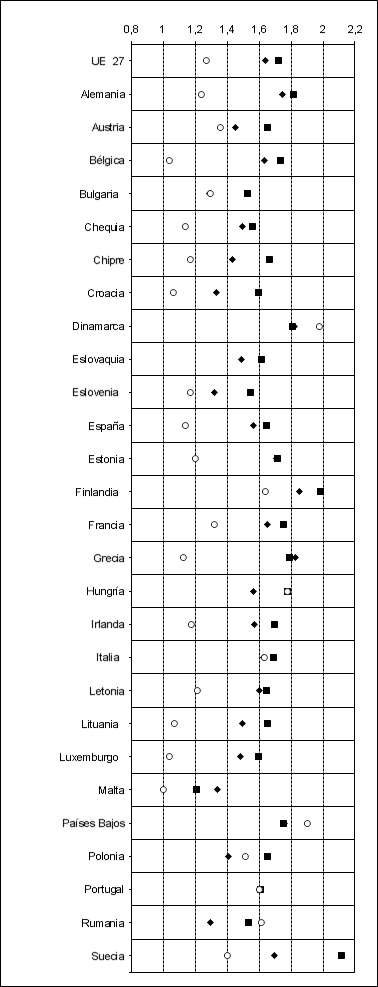 0,8 1 1,2 1,4 1,6 1,8 2 2,2
UE 27
Alemania
Austria
Bélgica
Bulgaria
Chequia
Chipre
Croacia
Dinamarca
Eslovaquia
Eslovenia
España
Estonia
Finlandia
Francia
Grecia
Hungría
Irlanda
Italia
Letonia
Lituania
Luxemburgo
Malta
Países Bajos
Polonia
Portugal
Rumania
Suecia